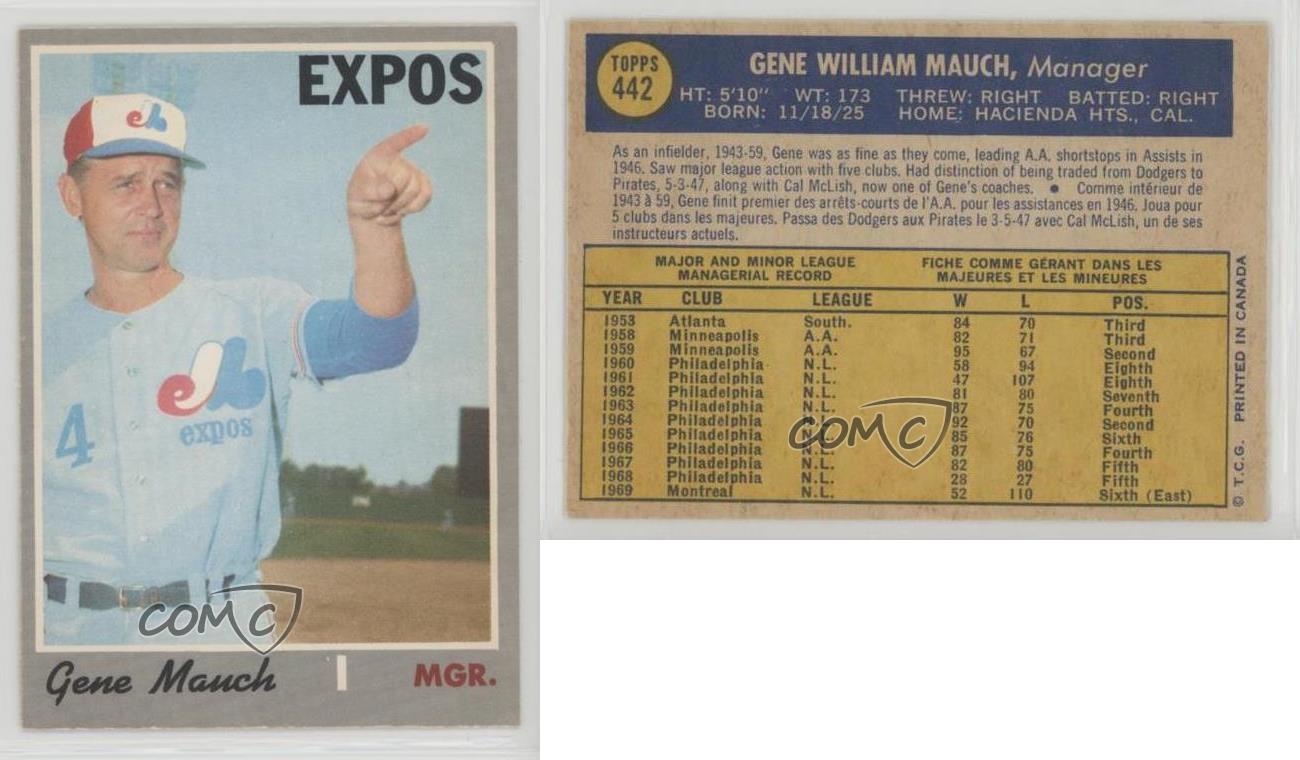 EXPOS
4
expos
COMC
Gene Mauch
MGR.
TOPPS
442
GENE WILLIAM MAUCH, Manager
HT: 5'10" WT: 173 THREW: RIGHT BATTED: RIGHT
BORN: 11/18/25 HOME: HACIENDA HTS., CAL.
As an infielder, 1943-59, Gene was as fine as they come, leading A.A. shortstops in Assists in
1946. Saw major league action with five clubs. Had distinction of being traded from Dodgers to
Pirates, 5-3-47, along with Cal McLish, now one of Gene's coaches. • Comme intérieur de
1943 à 59, Gene finit premier des arrêts-courts de l'A.A. pour les assistances en 1946. Joua pour
5 clubs dans les majeures. Passa des Dodgers aux Pirates le 3-5-47 avec Cal McLish, un de ses
instructeurs actuels.
MAJOR AND MINOR LEAGUE MANAGERIAL RECORD
FICHE COMME GÉRANT DANS LES MAJEURES ET LES MINEURES
YEAR CLUB LEAGUE W L POS.
1953 Atlanta South. 84 70 Third
1958 Minneapolis A.A. 82 71 Third
1959 Minneapolis A.A. 95 67 Second
1960 Philadelphia N.L. 58 94 Eighth
1961 Philadelphia N.L. 47 107 Eighth
1962 Philadelphia N.L. 81 80 Seventh
1963 Philadelphia N.L. 87 75 Fourth
1964 Philadelphia N.L. 92 70 Second
1965 Philadelphia N.L. 85 76 Sixth
1966 Philadelphia N.L. 87 75 Fourth
1967 Philadelphia N.L. 82 80 Fifth
1968 Philadelphia N.L. 28 27 Fifth
1969 Montreal N.L. 52 110 Sixth (East)
COMC
© T.C.G. PRINTED IN CANADA